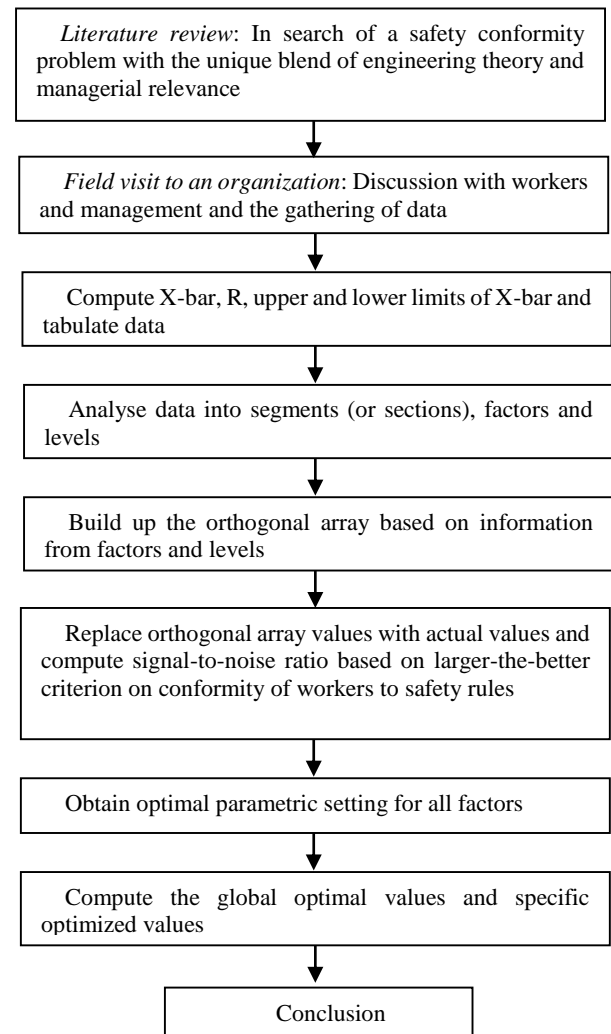 Literature review: In search of a safety conformity
problem with the unique blend of engineering theory and
managerial relevance
Field visit to an organization: Discussion with workers
and management and the gathering of data
Compute X-bar, R, upper and lower limits of X-bar and
tabulate data
Analyse data into segments (or sections), factors and
levels
Build up the orthogonal array based on information
from factors and levels
Replace orthogonal array values with actual values and
compute signal-to-noise ratio based on larger-the-better
criterion on conformity of workers to safety rules
Obtain optimal parametric setting for all factors
Compute the global optimal values and specific
optimized values
Conclusion